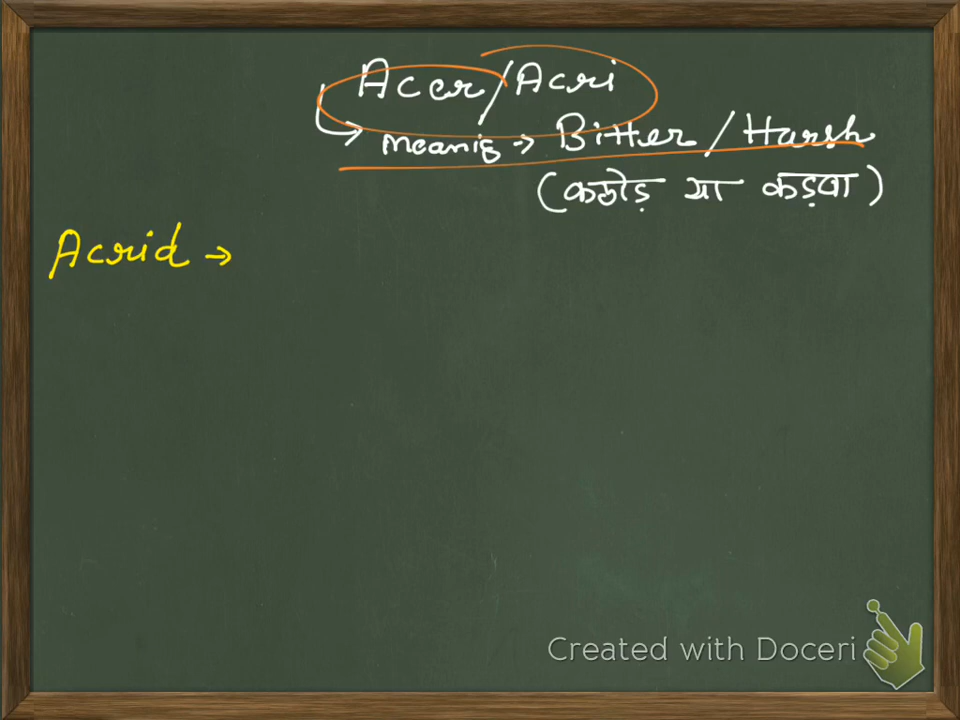 Acer/Acri
↳ meanig → Bitter / Harsh
(कठोड़ या कड़वा)
Acrid →
Created with Doceri